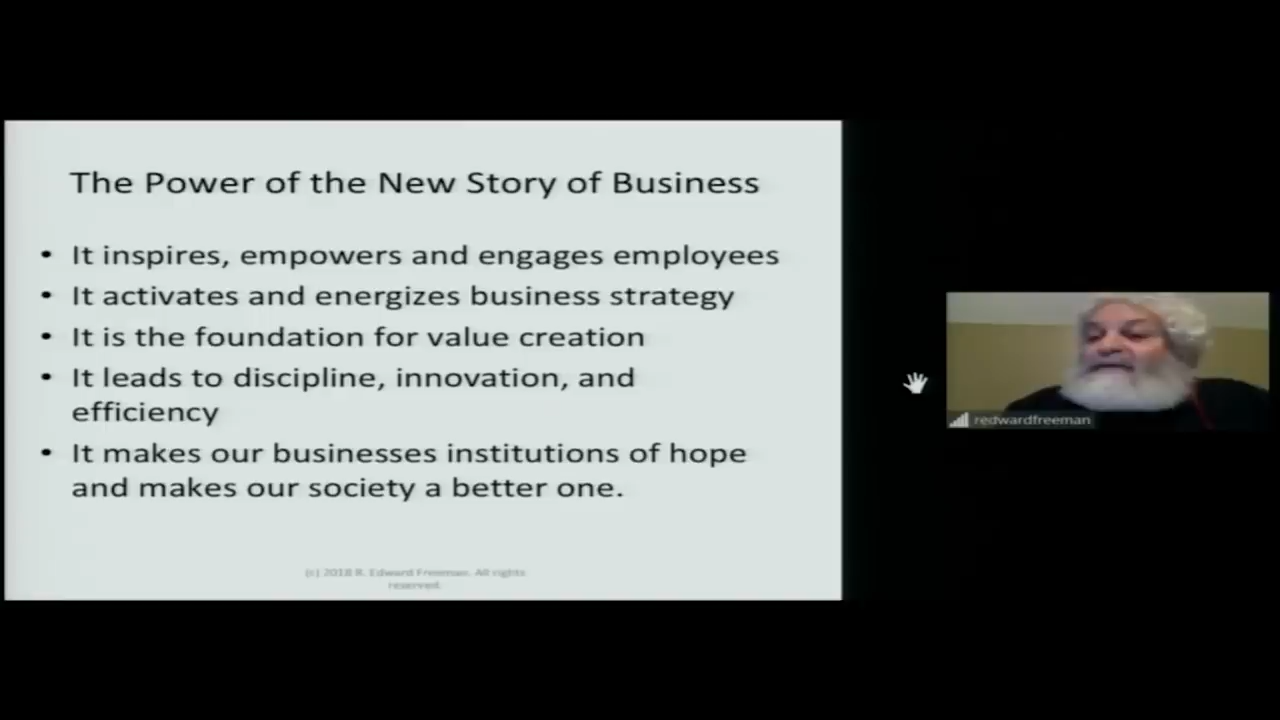 The Power of the New Story of Business
• It inspires, empowers and engages employees
• It activates and energizes business strategy
• It is the foundation for value creation
• It leads to discipline, innovation, and
efficiency
• It makes our businesses institutions of hope
and makes our society a better one.
(c) 2018 R. Edward Freeman. All rights
reserved.
redwardfreeman